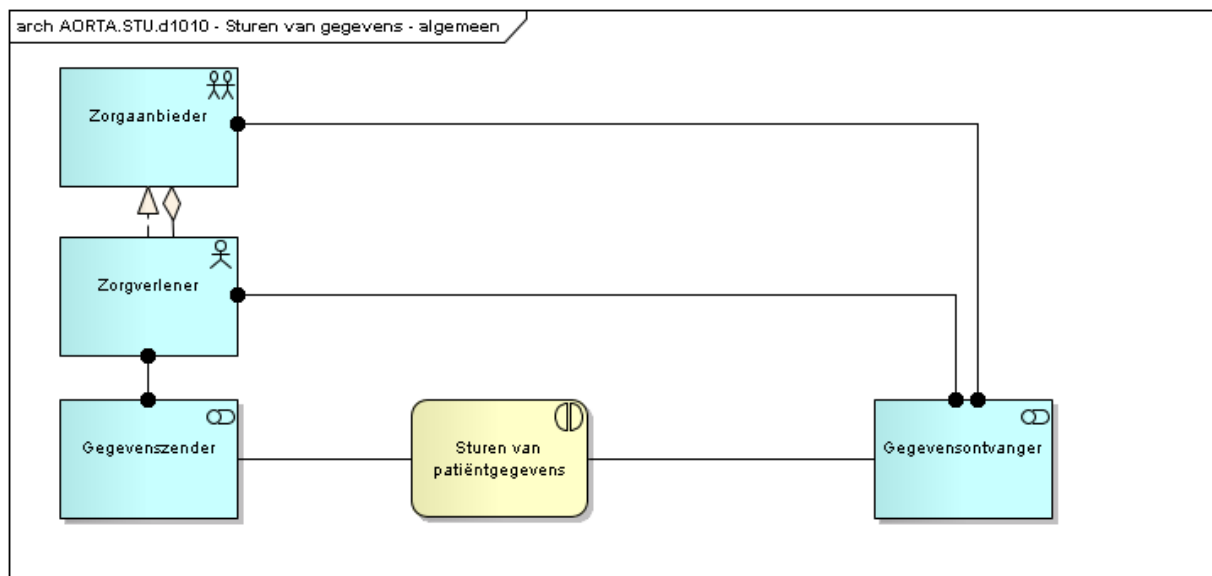 arch AORTA.STU.d1010 - Sturen van gegevens - algemeen
Zorgaanbieder
Zorgverlener
Gegevenszender
Sturen van
patiëntgegevens
Gegevensontvanger